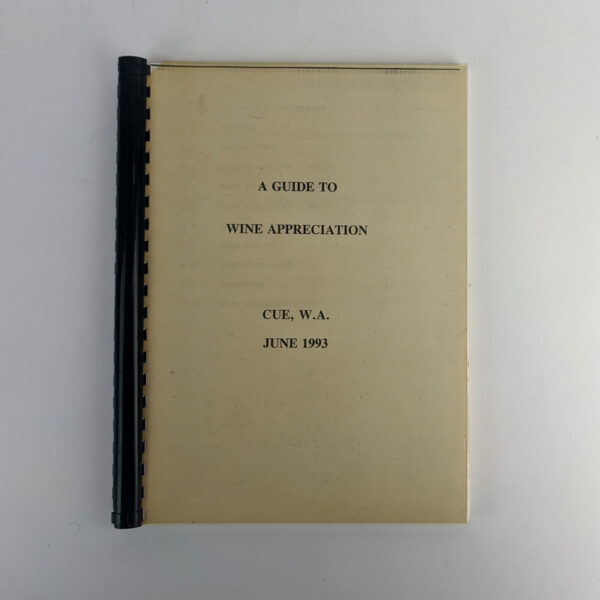 A GUIDE TO
WINE APPRECIATION
CUE, W.A.
JUNE 1993